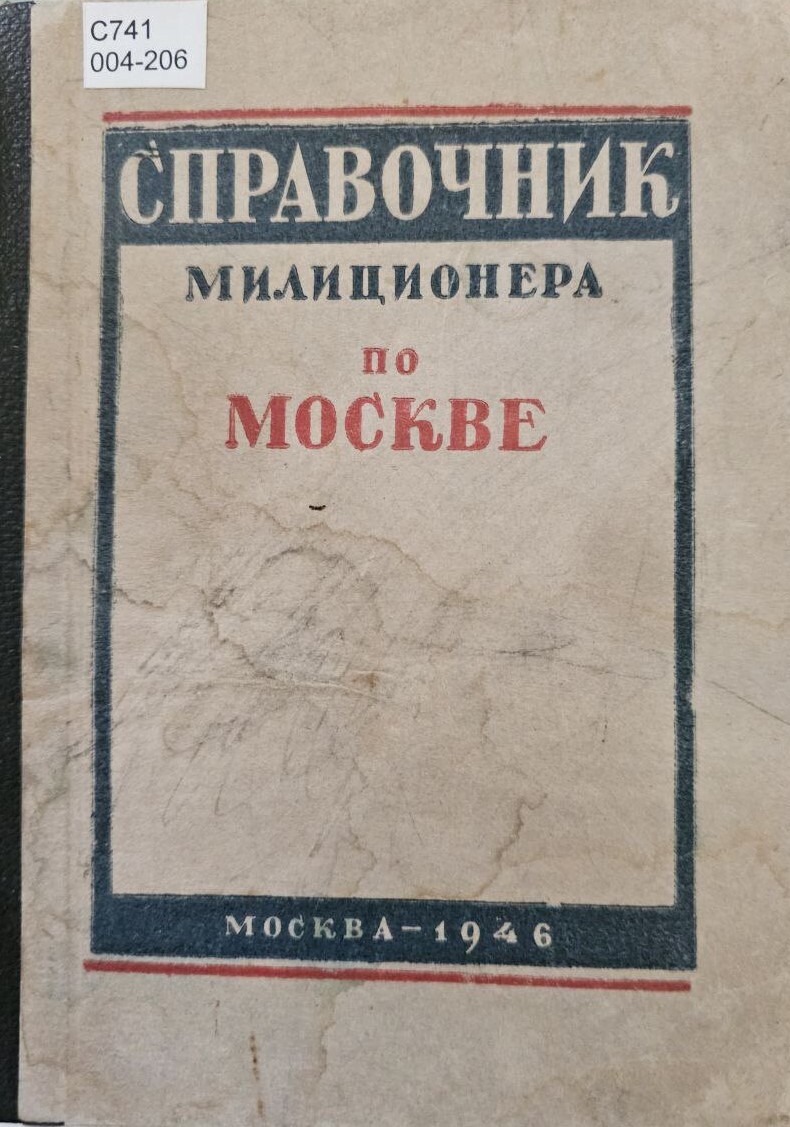 С741
004-206
СПРАВОЧНИК
МИЛИЦИОНЕРА
ПО
МОСКВЕ
МОСКВА — 1946